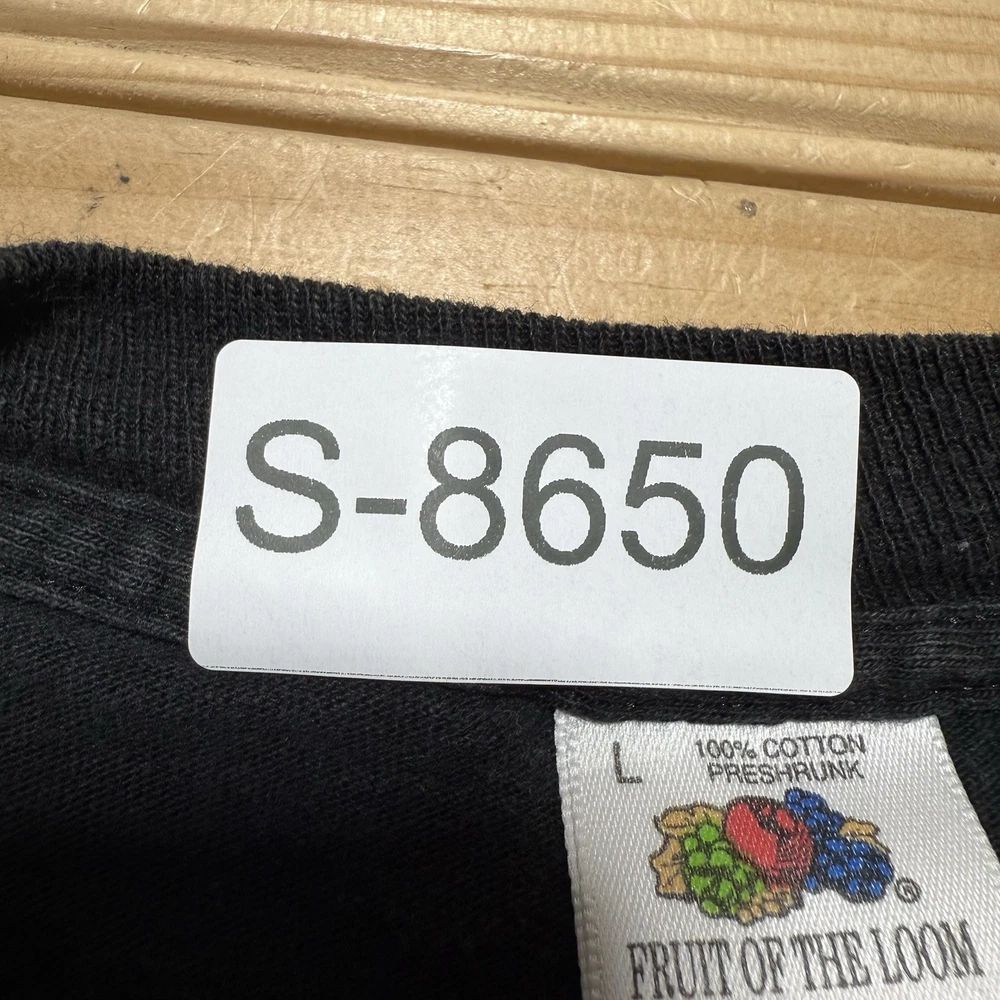 S-8650
L
100% COTTON
PRESHRUNK
®
FRUIT OF THE LOOM